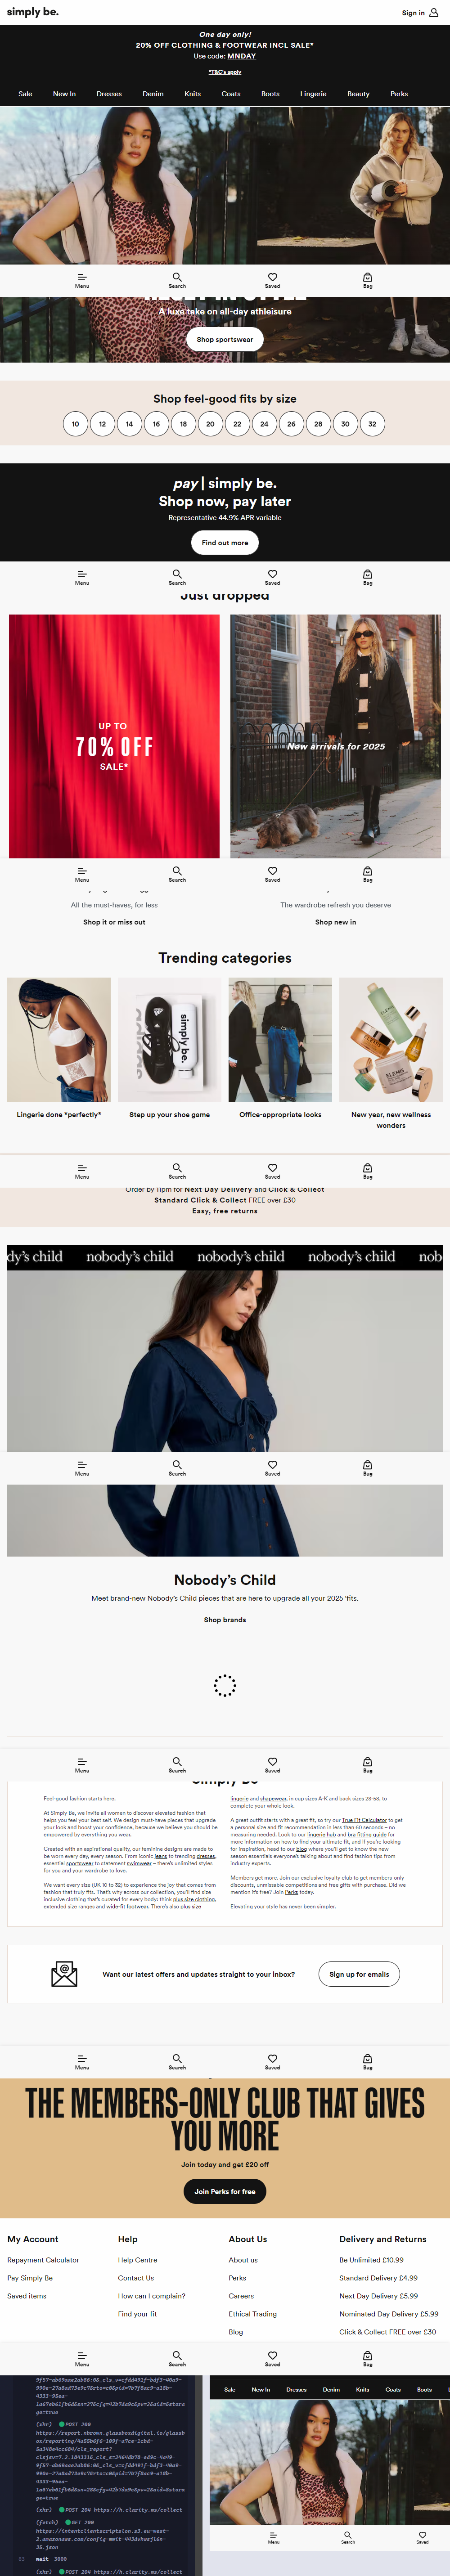 simply be.
Sign in
One day only!
20% OFF CLOTHING & FOOTWEAR INCL SALE*
Use code: MNDAY
*T&C's apply
Sale New In Dresses Denim Knits Coats Boots Lingerie Beauty Perks
Menu Search Saved Bag
A luxe take on all-day athleisure
Shop sportswear
Shop feel-good fits by size
10 12 14 16 18 20 22 24 26 28 30 32
pay | simply be.
Shop now, pay later
Representative 44.9% APR variable
Find out more
Menu Search Saved Bag
Just dropped
UP TO
70% OFF
SALE*
New arrivals for 2025
Menu Search Saved Bag
All the must-haves, for less
The wardrobe refresh you deserve
Shop it or miss out
Shop new in
Trending categories
simply be.
Lingerie done *perfectly*
Step up your shoe game
Office-appropriate looks
New year, new wellness
wonders
Menu Search Saved Bag
Order by 11pm for Next Day Delivery and Click & Collect
Standard Click & Collect FREE over £30
Easy, free returns
dy's child nobody's child nobody's child nobody's child nob
Menu Search Saved Bag
Nobody's Child
Meet brand-new Nobody's Child pieces that are here to upgrade all your 2025 'fits.
Shop brands
Menu Search Saved Bag
Simply Be
Feel-good fashion starts here.
At Simply Be, we invite all women to discover elevated fashion that
helps you feel your best self. We design must-have pieces that upgrade
your look and boost your confidence, because we believe you should be
empowered by everything you wear.
Created with an aspirational quality, our feminine designs are made to
be worn every day, every season. From iconic jeans to trending dresses,
essential sportswear to statement swimwear – there's unlimited styles
for you and your wardrobe to love.
We want every size (UK 10 to 32) to experience the joy that comes from
fashion that truly fits. That's why across our collection, you'll find size
inclusive clothing that's curated for every body: think plus size clothing,
extended size ranges and wide-fit footwear. There's also plus size
lingerie and shapewear, in cup sizes A-K and back sizes 28-58, to
complete your whole look.
A great outfit starts with a great fit, so try our True Fit Calculator to get
your personal size and fit recommendation in less than 60 seconds – no
measuring needed. Look to our lingerie hub and bra fitting guide for
more information on how to find your ultimate fit, and if you're looking
for inspiration, head to our blog where you'll get to know the new
season essentials everyone's talking about and find fashion tips from
industry experts.
Members get more. Join our exclusive loyalty club to get members-only
discounts, unmissable competitions and free gifts with purchase. Did we
mention it's free? Join Perks today.
Elevating your style has never been simpler.
Want our latest offers and updates straight to your inbox?
Sign up for emails
Menu Search Saved Bag
THE MEMBERS-ONLY CLUB THAT GIVES
YOU MORE
Join today and get £20 off
Join Perks for free
My Account Help About Us Delivery and Returns
Repayment Calculator Help Centre About us Be Unlimited £10.99
Pay Simply Be Contact Us Perks Standard Delivery £4.99
Saved items How can I complain? Careers Next Day Delivery £5.99
Find your fit Ethical Trading Nominated Day Delivery £5.99
Blog Click & Collect FREE over £30
Menu Search Saved Bag
Sale New In Dresses Denim Knits Coats Boots
(xhr) POST 204 https://h.clarity.ms/collect
(fetch) GET 200
wait 3000
Menu Search Saved
(xhr) POST 204 https://h.clarity.ms/collect